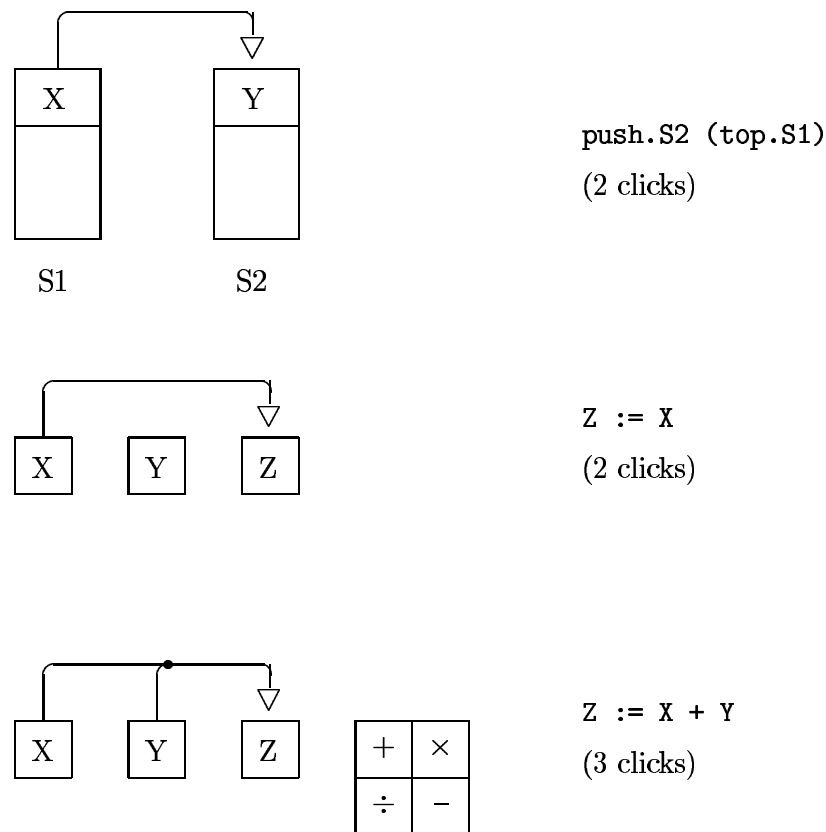 X Y
push.S2 (top.S1)
(2 clicks)
S1 S2
Z := X
(2 clicks)
X Y Z
Z := X + Y
(3 clicks)
X Y Z + ×
÷ −